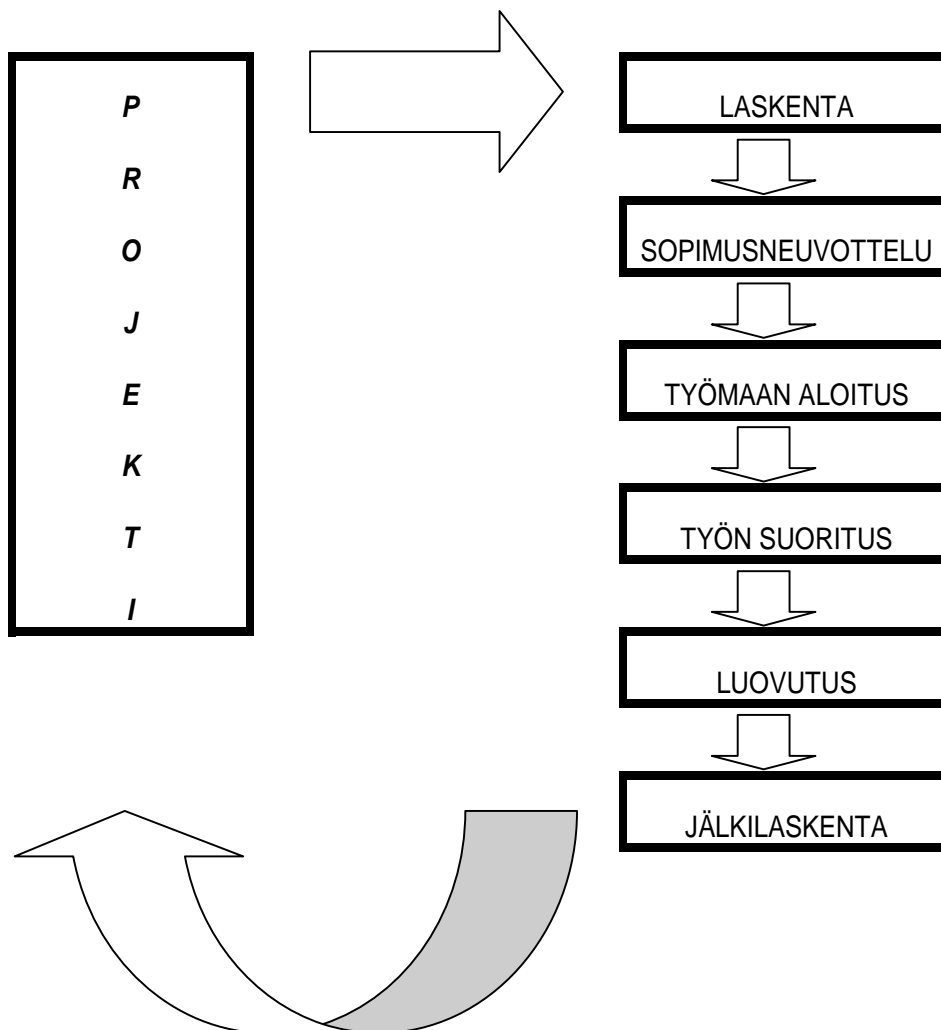 P
R
O
J
E
K
T
I
LASKENTA
SOPIMUSNEUVOTTELU
TYÖMAAN ALOITUS
TYÖN SUORITUS
LUOVUTUS
JÄLKILASKENTA